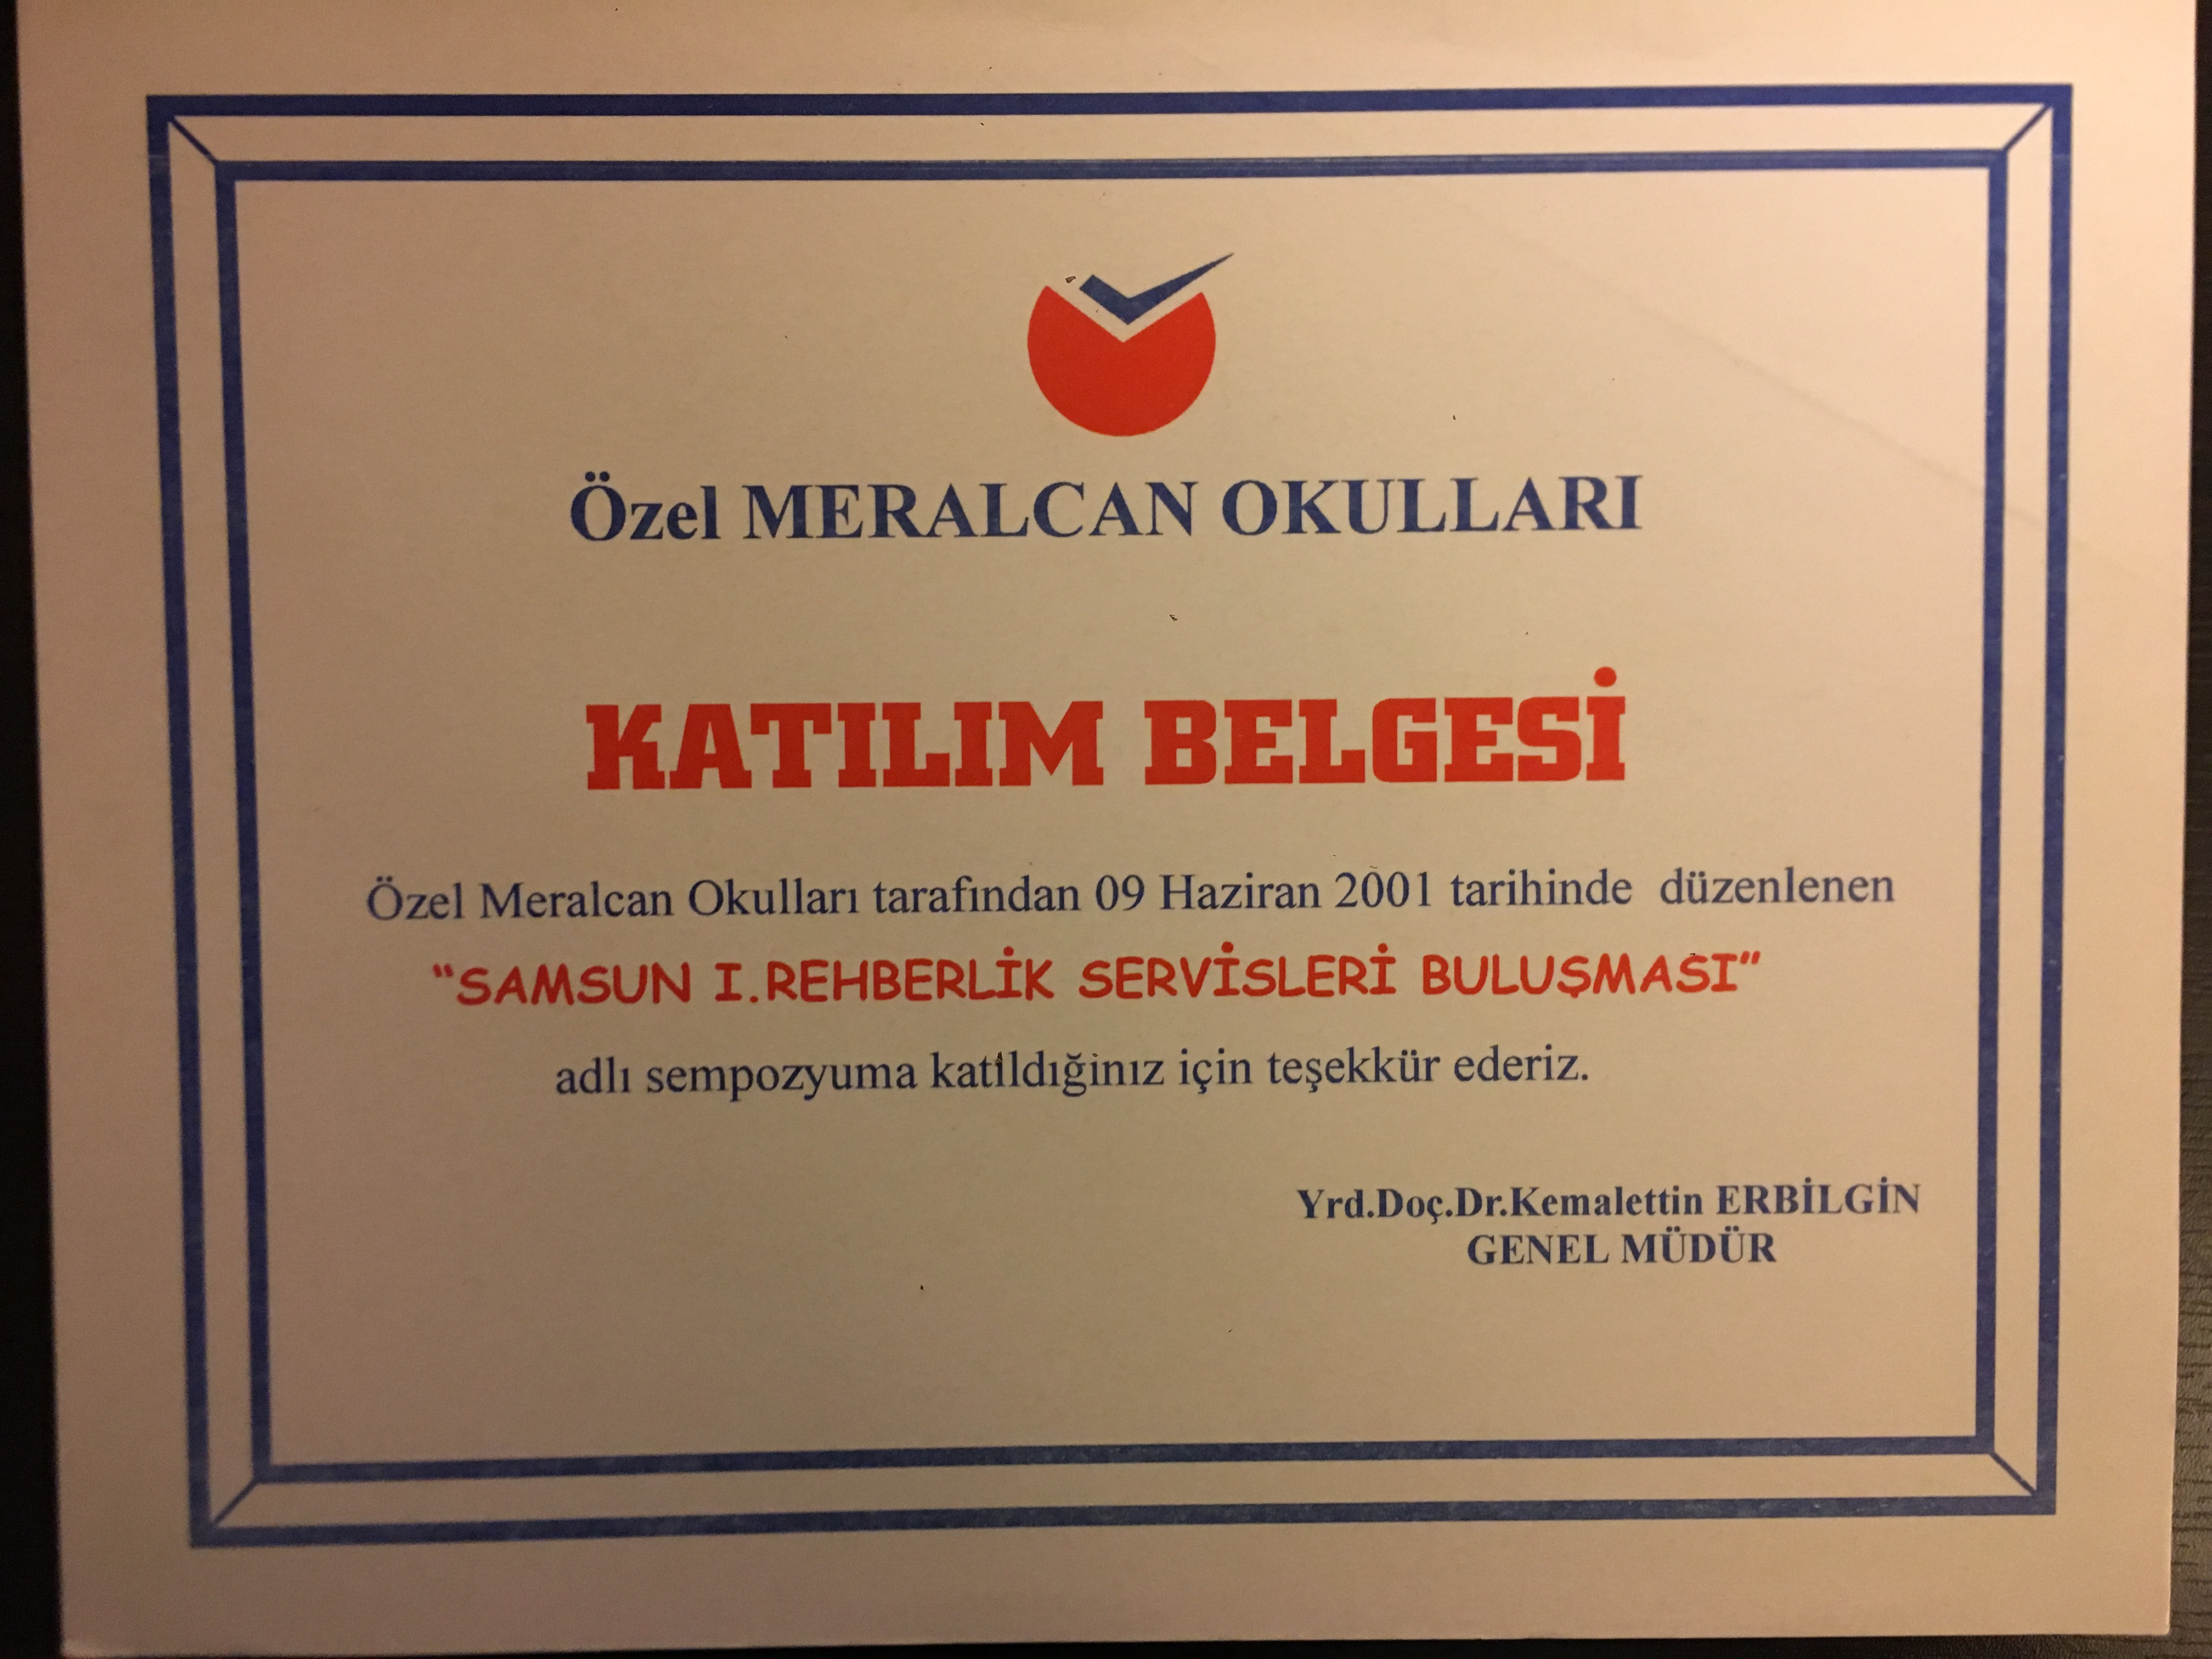 Özel MERALCAN OKULLARI
KATILIM BELGESİ
Özel Meralcan Okulları tarafından 09 Haziran 2001 tarihinde düzenlenen
“SAMSUN I.REHBERLİK SERVİSLERİ BULUŞMASI”
adlı sempozyuma katıldığınız için teşekkür ederiz.
Yrd.Doç.Dr.Kemalettin ERBİLGİN
GENEL MÜDÜR